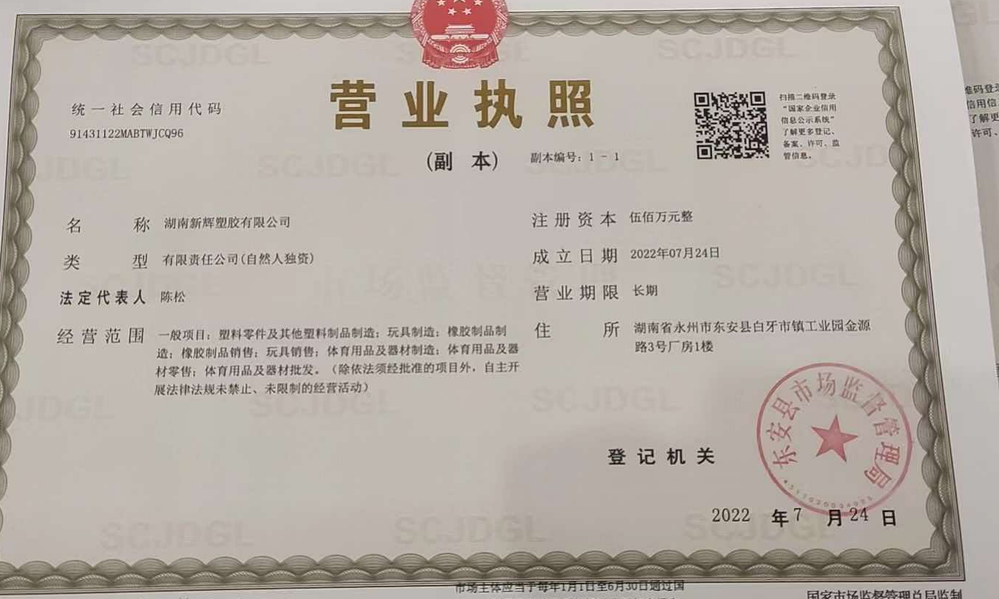 营业执照
(副 本)
副本编号：1-1
统一社会信用代码
91431122MABTWJCQ96
扫描二维码登录
“国家企业信用
信息公示系统”
了解更多登记、
备案、许可、监
管信息。
名 称 湖南新辉塑胶有限公司
类 型 有限责任公司(自然人独资)
法定代表人 陈松
经营范围 一般项目：塑料零件及其他塑料制品制造；玩具制造；橡胶制品制
造；橡胶制品销售；玩具销售；体育用品及器材制造；体育用品及器
材零售；体育用品及器材批发。（除依法须经批准的项目外，自主开
展法律法规未禁止、未限制的经营活动）
注册资本 伍佰万元整
成立日期 2022年07月24日
营业期限 长期
住 所 湖南省永州市东安县白牙市镇工业园金源
路3号厂房1楼
登记机关
东安县市场监督管理局
2022 年 7 月 24 日
市场主体应当于每年1月1日至6月30日通过国
国家市场监督管理总局监制
SCJDGL
市场监督管理
维码登录
信用信
了解更
许可、